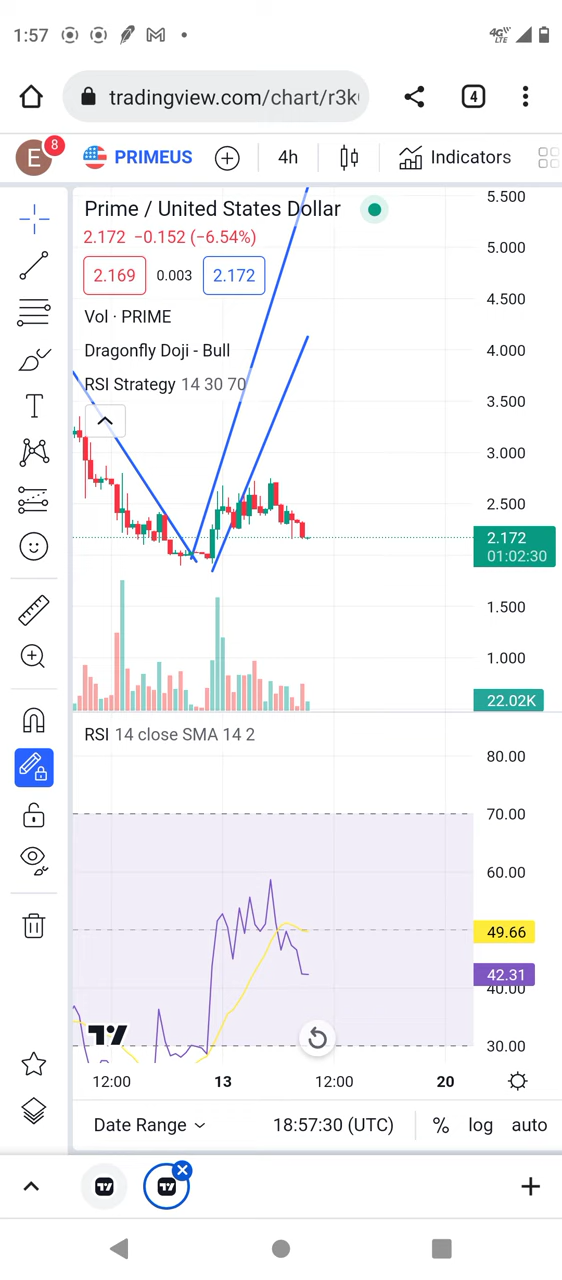 1:57
4G LTE
tradingview.com/chart/r3k
4
E
8
PRIMEUS
4h
Indicators
Prime / United States Dollar
2.172 −0.152 (−6.54%)
2.169
0.003
2.172
Vol · PRIME
Dragonfly Doji - Bull
RSI Strategy 14 30 70
5.500
5.000
4.500
4.000
3.500
3.000
2.500
2.172
01:02:30
1.500
1.000
22.02K
T
RSI 14 close SMA 14 2
80.00
70.00
60.00
49.66
42.31
40.00
30.00
12:00
13
12:00
20
Date Range
18:57:30 (UTC)
%
log
auto